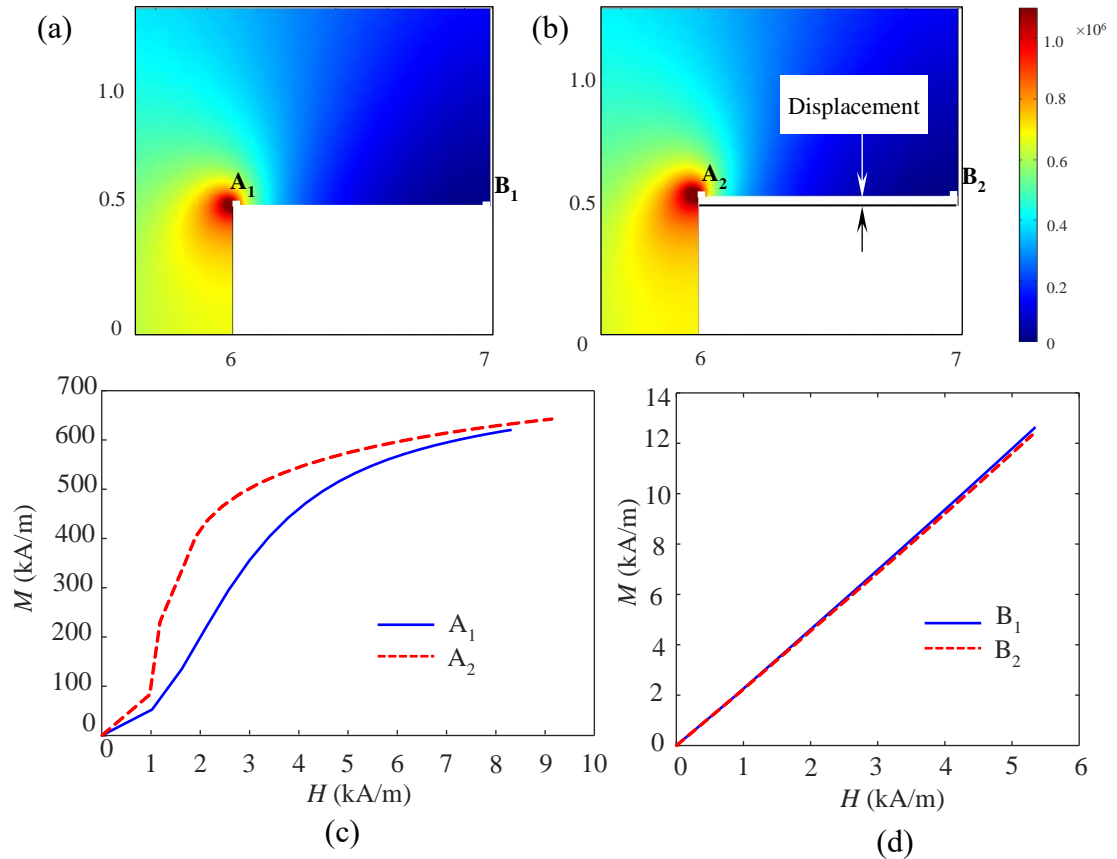 (a)
1.0
0.5
0
6
7
A1
B1
(b)
1.0
0.5
0
6
7
Displacement
A2
B2
×10⁶
1.0
0.8
0.6
0.4
0.2
0
700
600
500
400
300
200
100
0
0 1 2 3 4 5 6 7 8 9 10
M (kA/m)
H (kA/m)
A1
A2
(c)
14
12
10
8
6
4
2
0
0 1 2 3 4 5 6
M (kA/m)
H (kA/m)
B1
B2
(d)